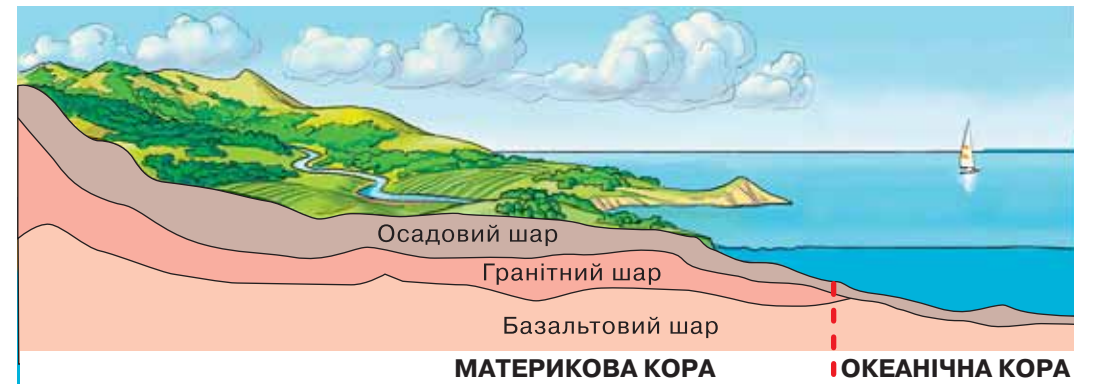 Осадовий шар
Гранітний шар
Базальтовий шар
МАТЕРИКОВА КОРА ОКЕАНІЧНА КОРА